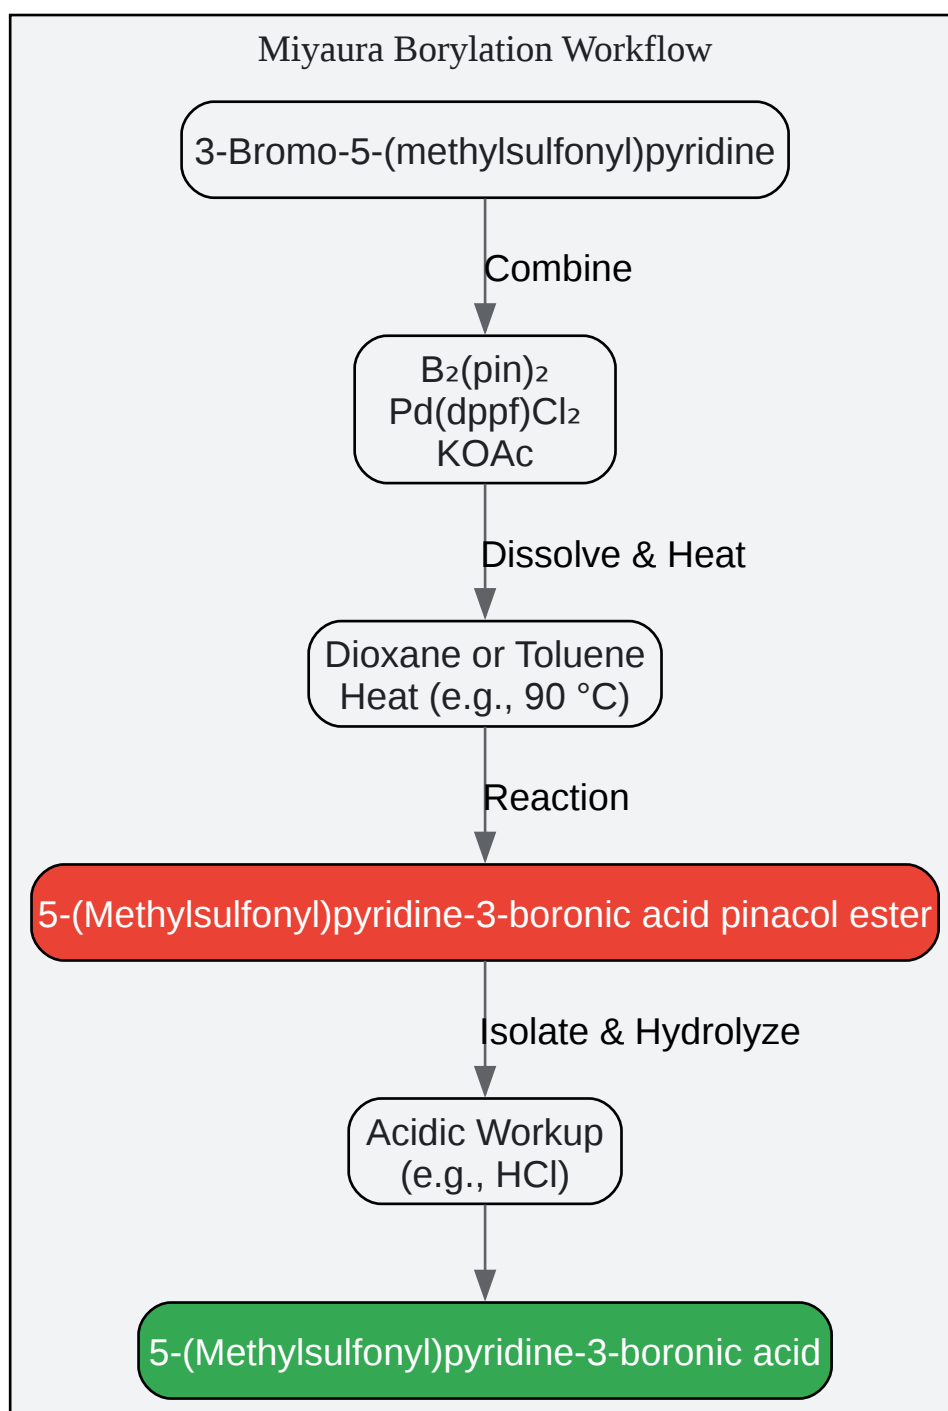 Miyaura Borylation Workflow
3-Bromo-5-(methylsulfonyl)pyridine
Combine
B₂(pin)₂
Pd(dppf)Cl₂
KOAc
Dissolve & Heat
Dioxane or Toluene
Heat (e.g., 90 °C)
Reaction
5-(Methylsulfonyl)pyridine-3-boronic acid pinacol ester
Isolate & Hydrolyze
Acidic Workup
(e.g., HCl)
5-(Methylsulfonyl)pyridine-3-boronic acid